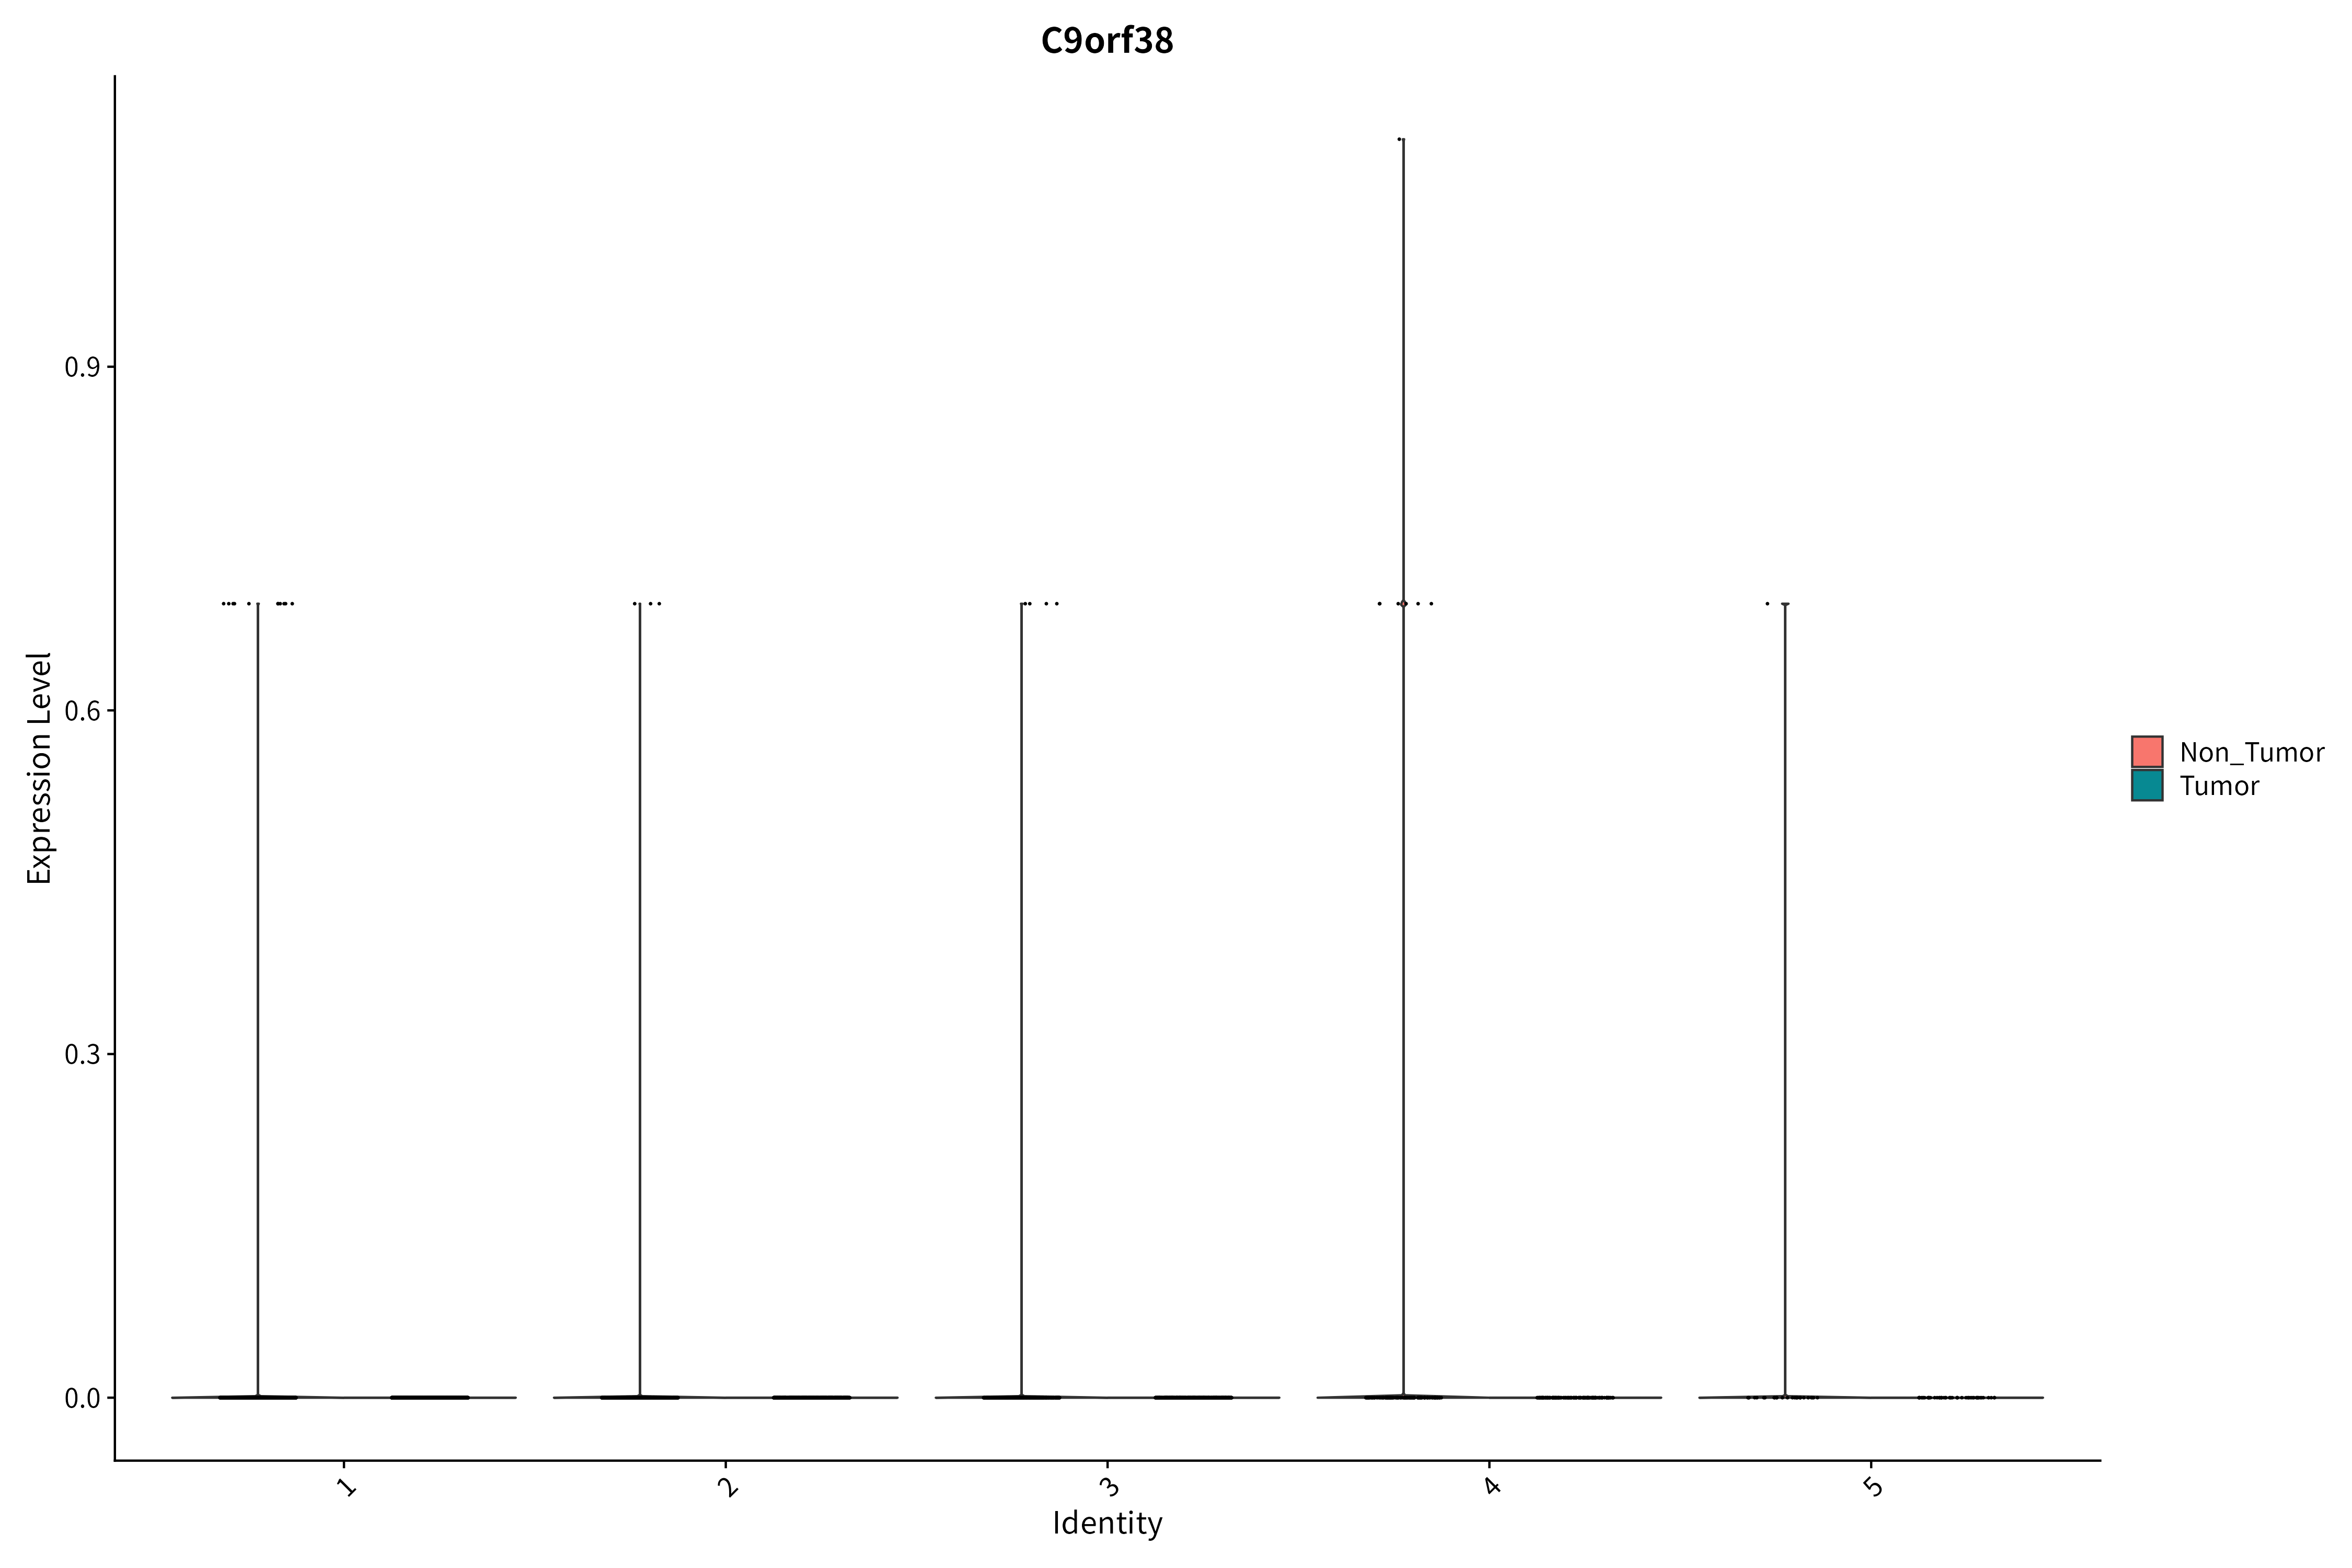 C9orf38
Expression Level
0.9
0.6
0.3
0.0
1
2
3
4
5
Identity
Non_Tumor
Tumor